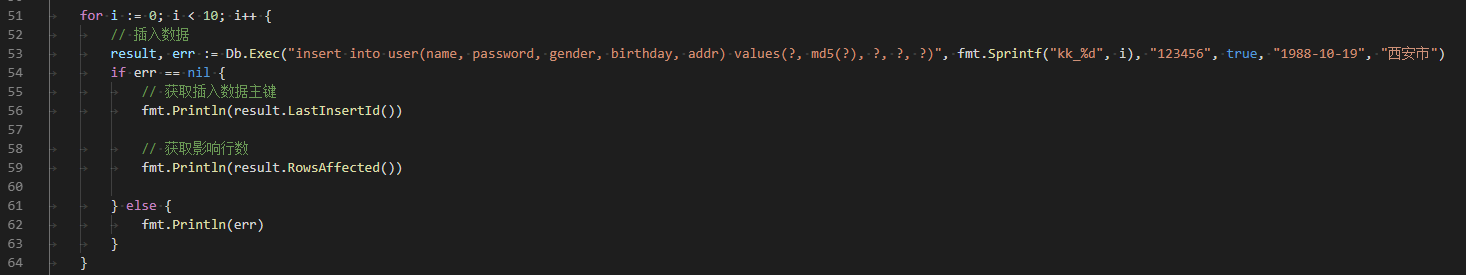 51 for i := 0; i < 10; i++ {
52 // 插入数据
53 result, err := Db.Exec("insert into user(name, password, gender, birthday, addr) values(?, md5(?), ?, ?, ?)", fmt.Sprintf("kk_%d", i), "123456", true, "1988-10-19", "西安市")
54 if err == nil {
55 // 获取插入数据主键
56 fmt.Println(result.LastInsertId())
57
58 // 获取影响行数
59 fmt.Println(result.RowsAffected())
60
61 } else {
62 fmt.Println(err)
63 }
64 }